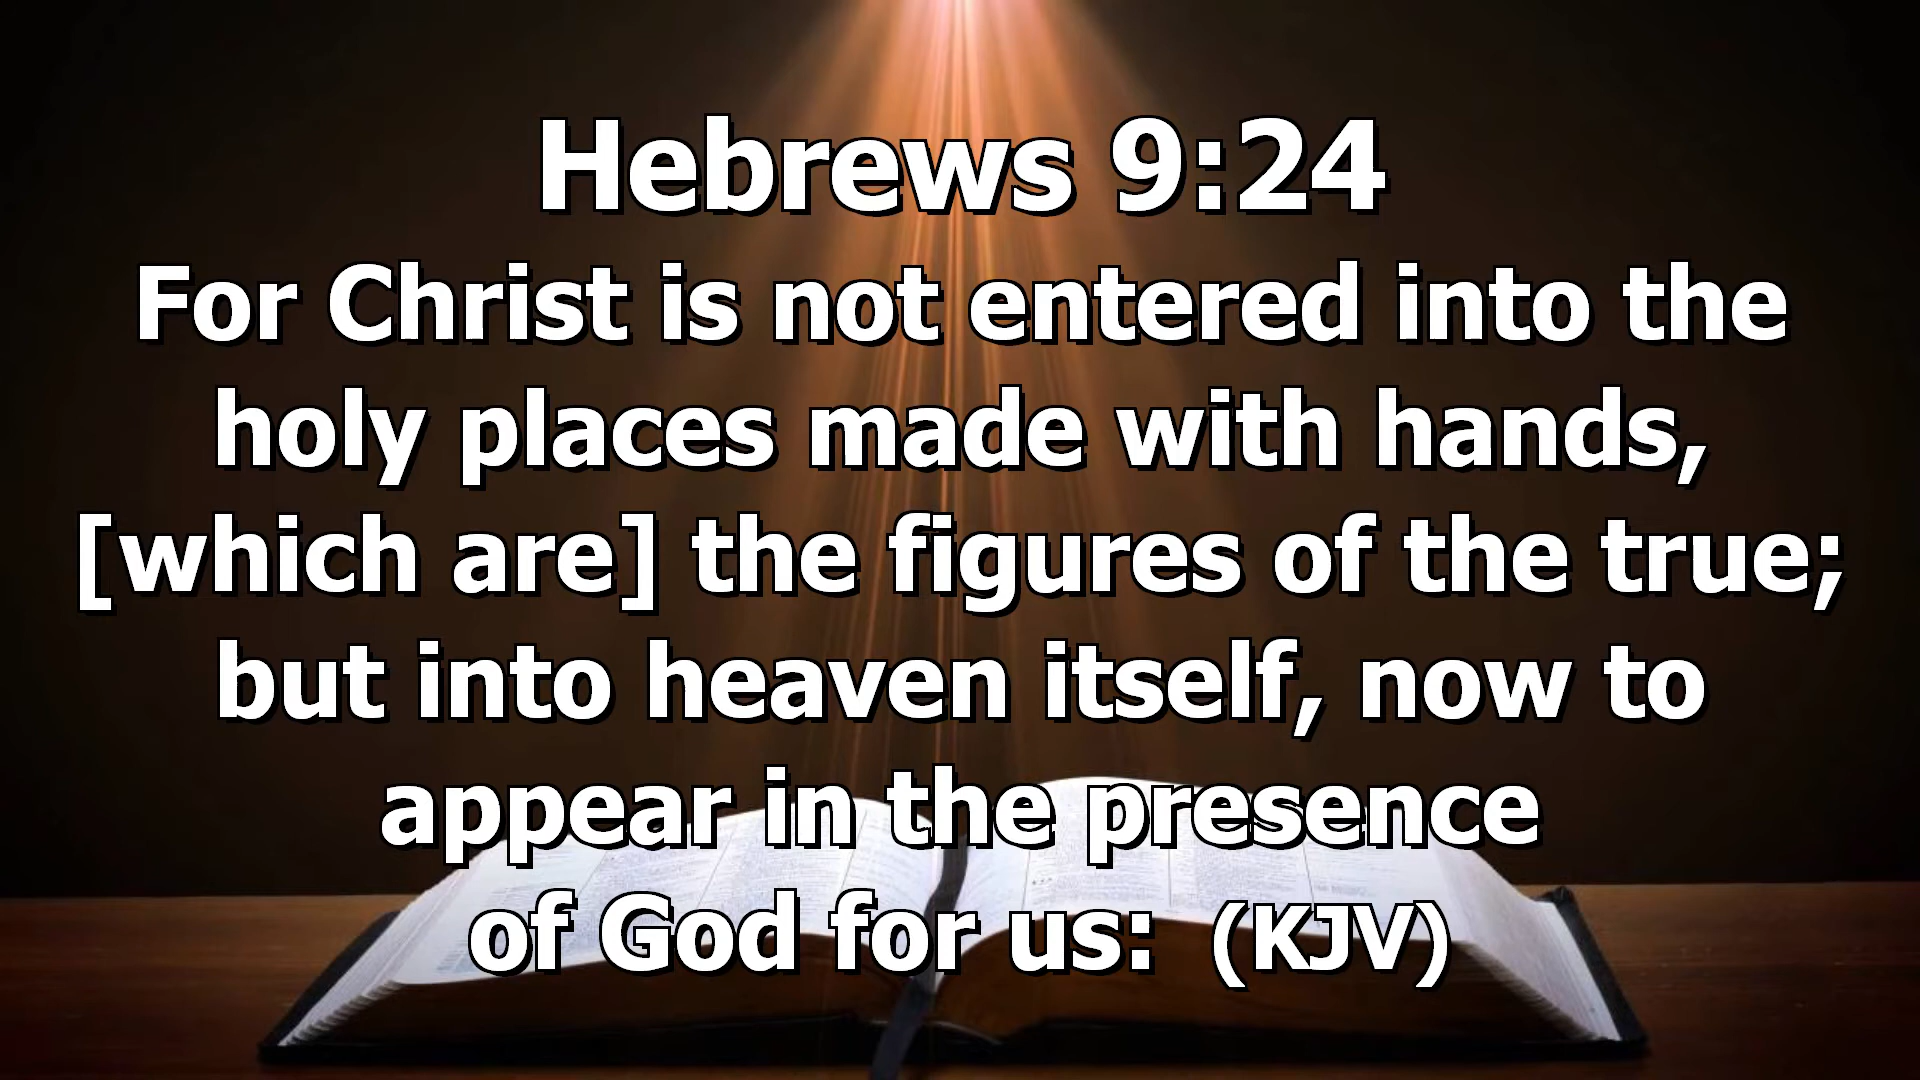 Hebrews 9:24
For Christ is not entered into the
holy places made with hands,
[which are] the figures of the true;
but into heaven itself, now to
appear in the presence
of God for us:  (KJV)